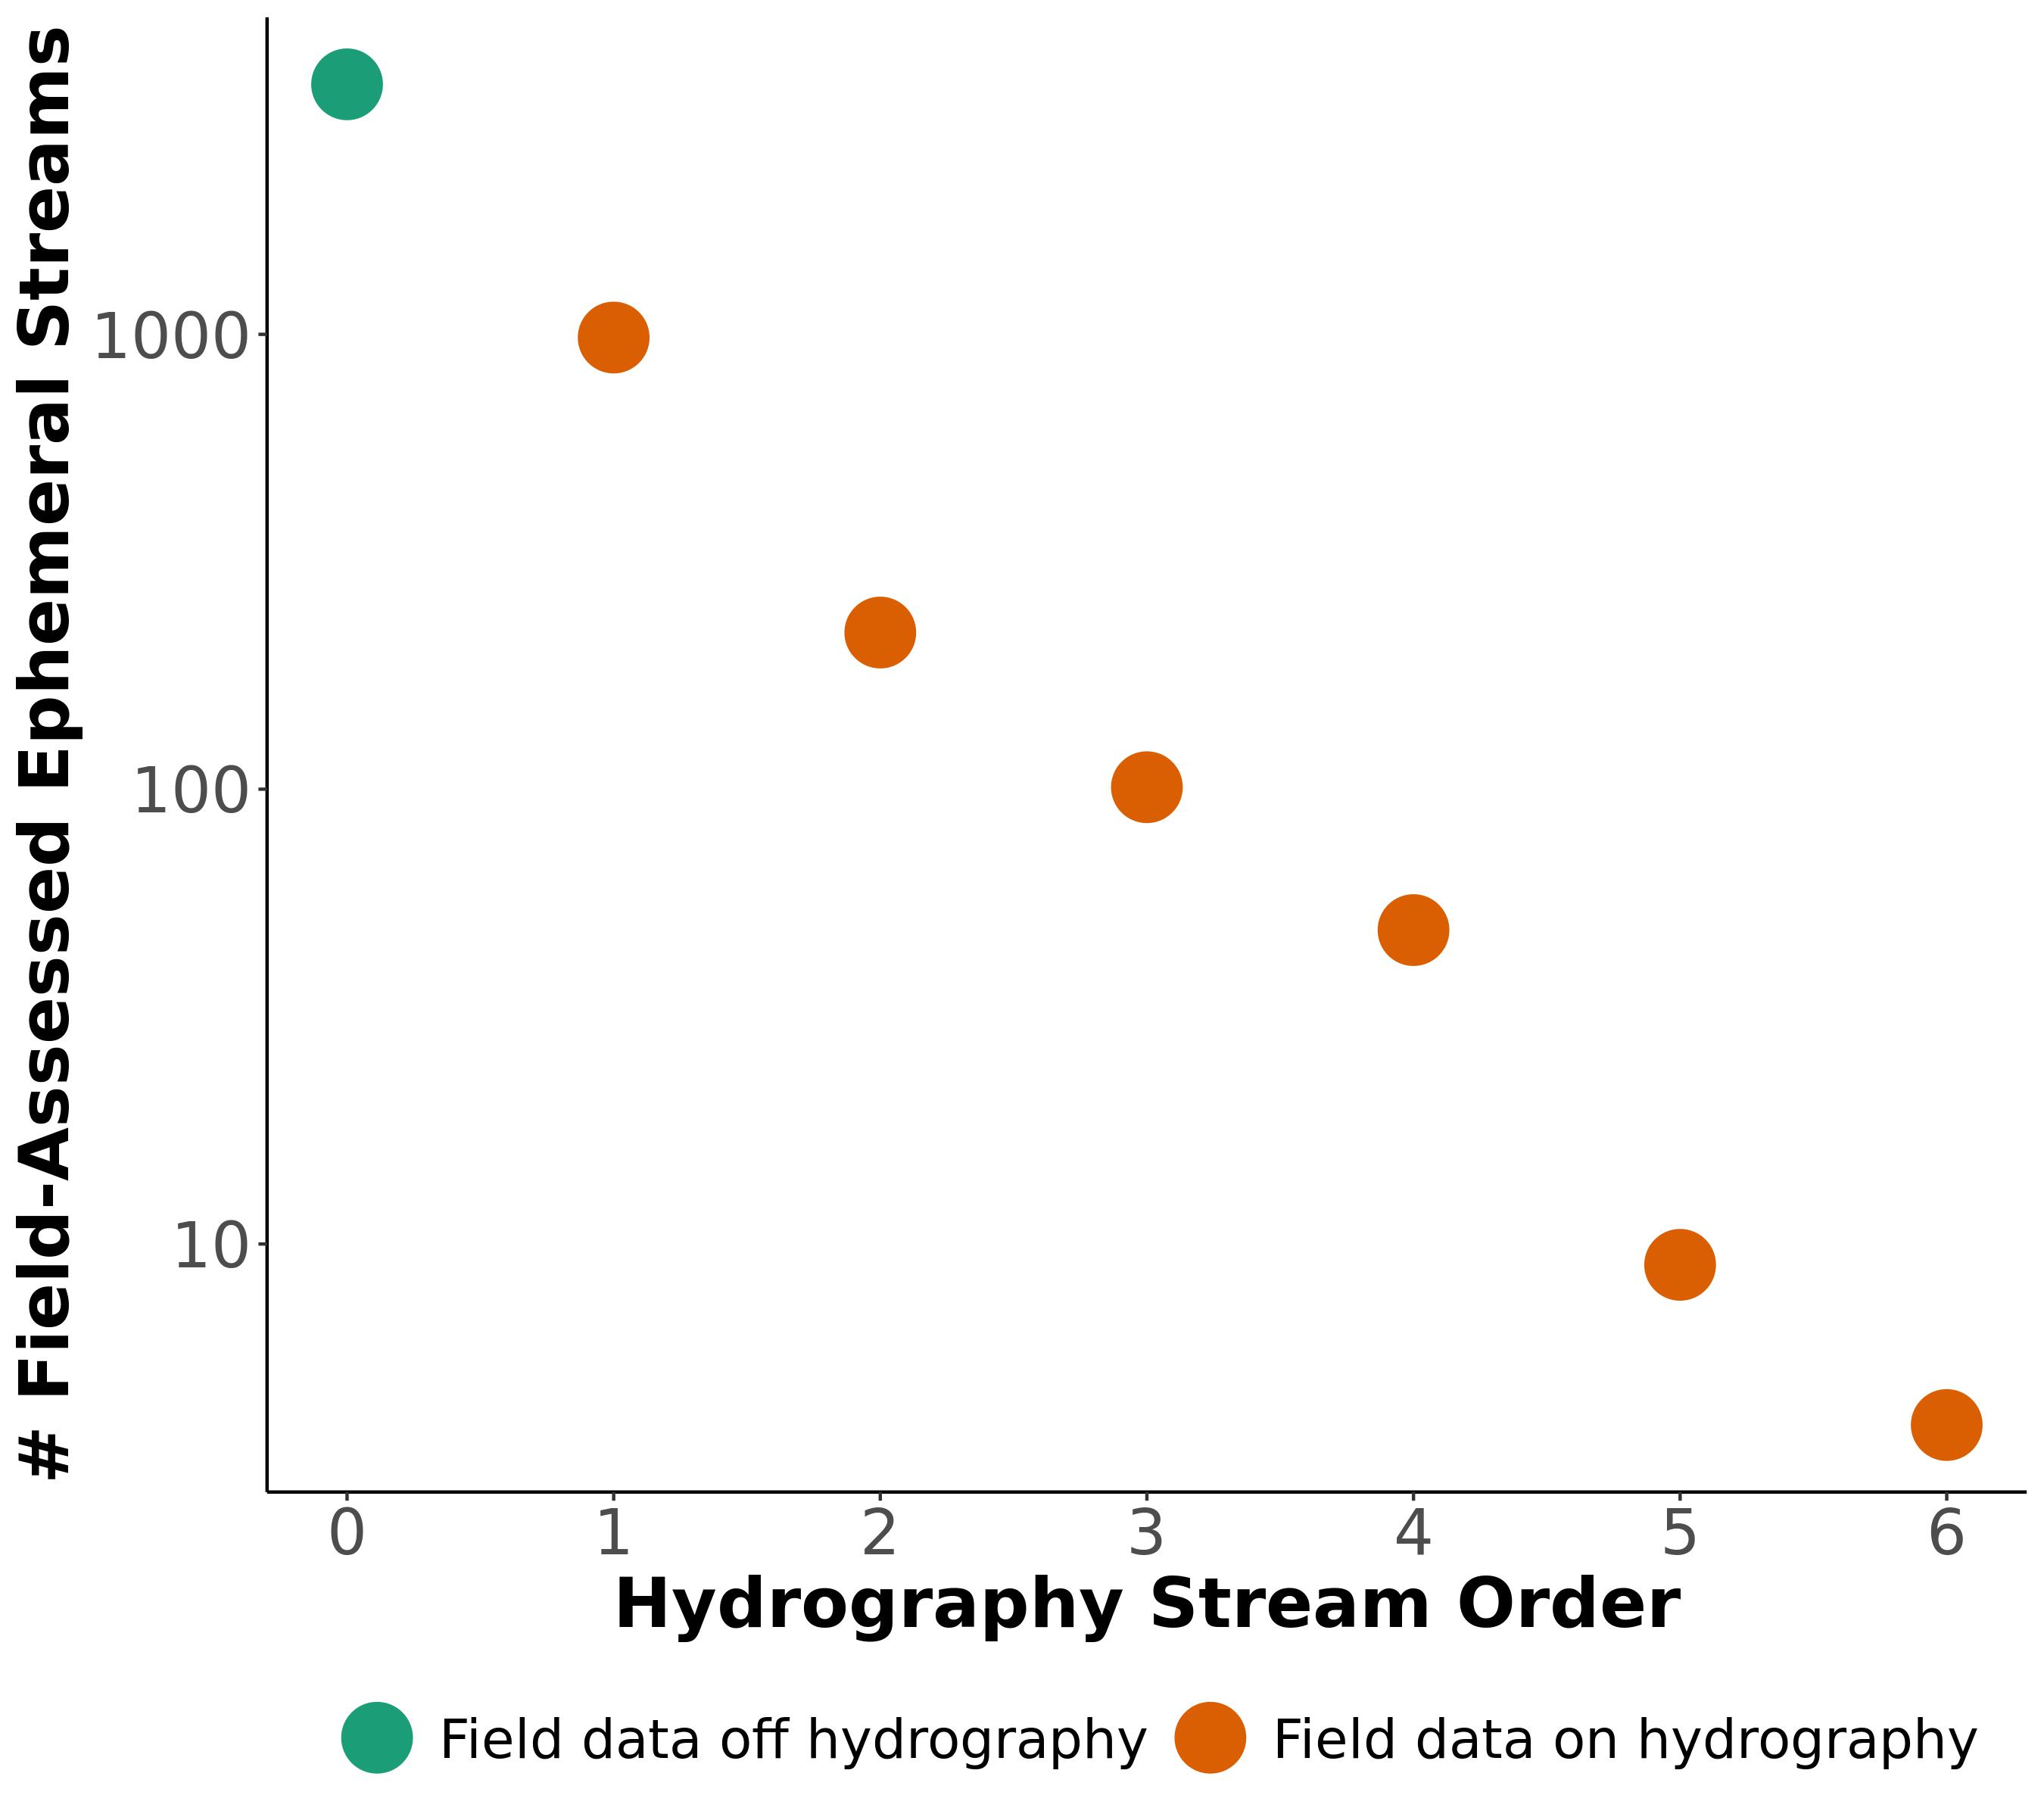 # Field-Assessed Ephemeral Streams
1000
100
10
0 1 2 3 4 5 6
Hydrography Stream Order
Field data off hydrography Field data on hydrography